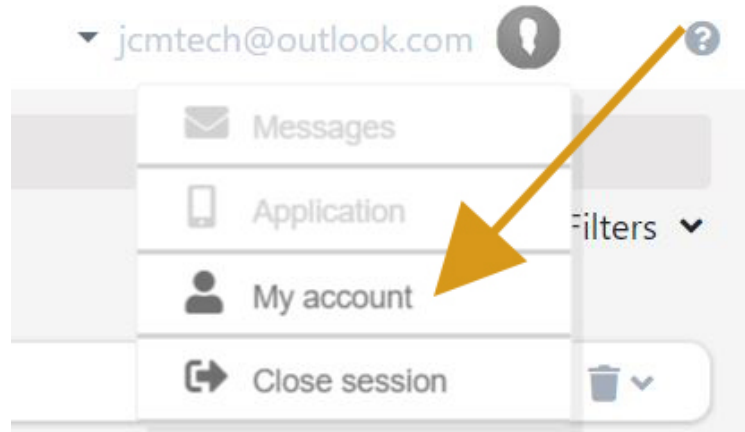 jcmtech@outlook.com
Messages
Application
Filters
My account
Close session